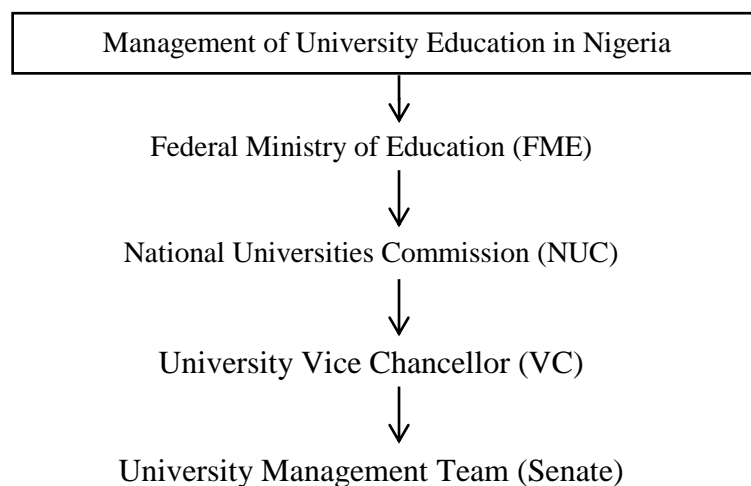 Management of University Education in Nigeria
Federal Ministry of Education (FME)
National Universities Commission (NUC)
University Vice Chancellor (VC)
University Management Team (Senate)